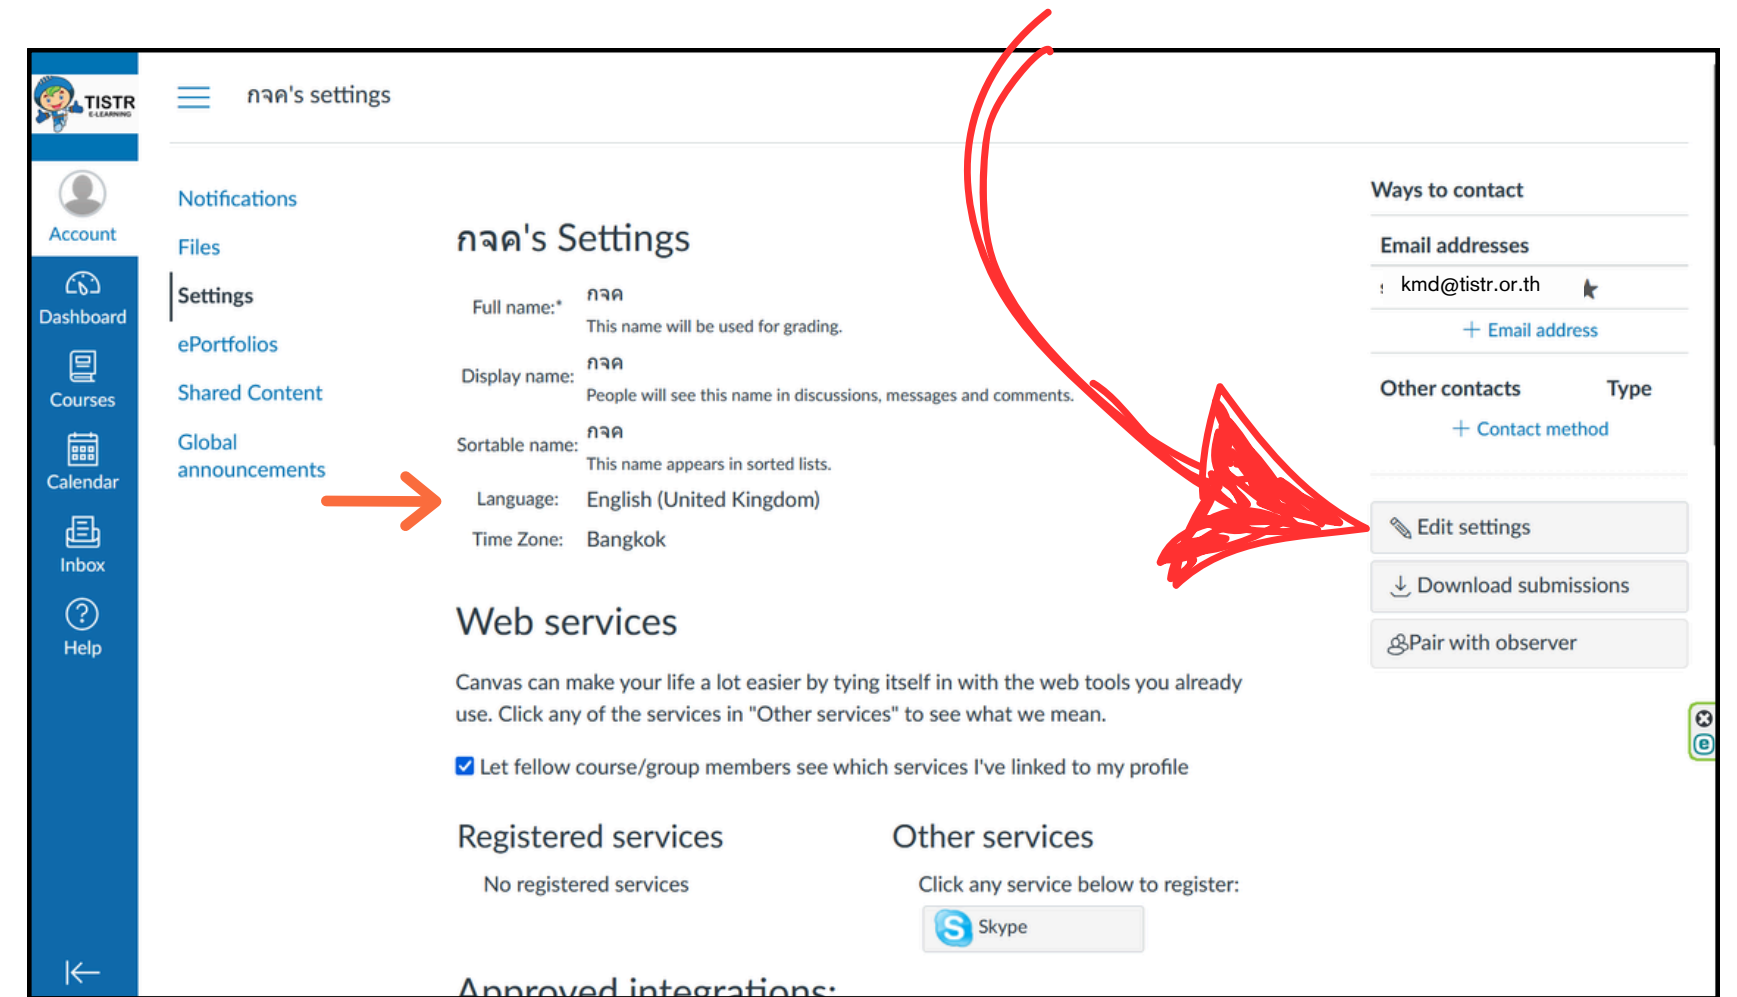 TISTR
E-LEARNING
กจค's settings
Account
Dashboard
Courses
Calendar
Inbox
Help
Notifications
Files
Settings
ePortfolios
Shared Content
Global
announcements
กจค's Settings
Full name:* กจค
This name will be used for grading.
Display name: กจค
People will see this name in discussions, messages and comments.
Sortable name: กจค
This name appears in sorted lists.
Language: English (United Kingdom)
Time Zone: Bangkok
Web services
Canvas can make your life a lot easier by tying itself in with the web tools you already
use. Click any of the services in "Other services" to see what we mean.
Let fellow course/group members see which services I've linked to my profile
Registered services
No registered services
Other services
Click any service below to register:
Skype
Approved integrations:
Ways to contact
Email addresses
kmd@tistr.or.th
+ Email address
Other contacts Type
+ Contact method
Edit settings
Download submissions
Pair with observer